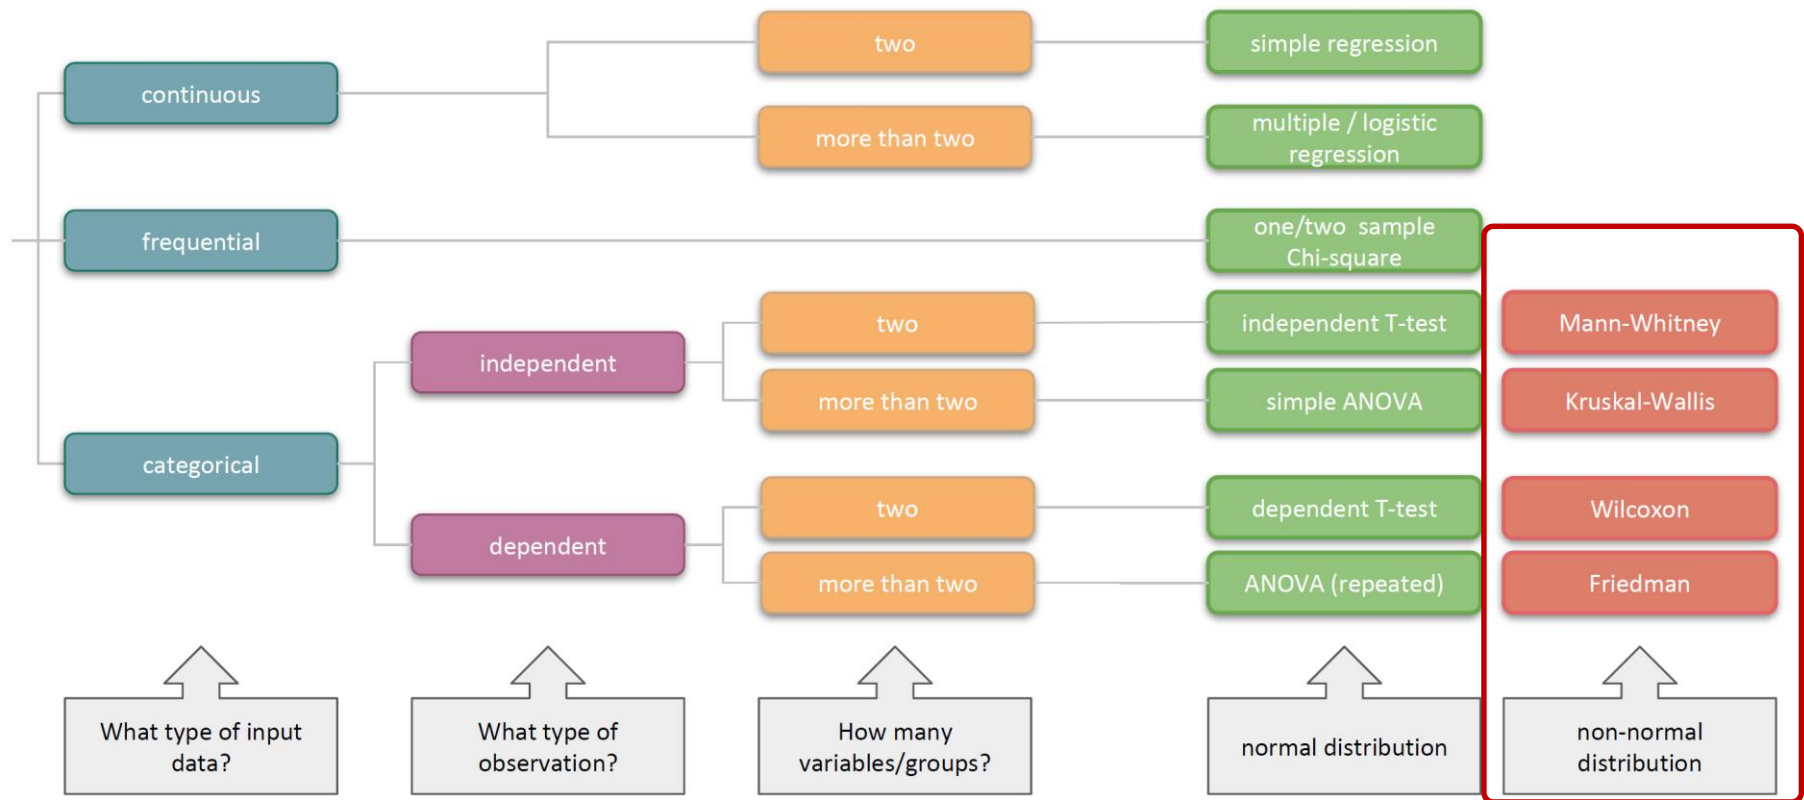 two
simple regression
continuous
more than two
multiple / logistic
regression
frequential
one/two sample
Chi-square
two
independent T-test
Mann-Whitney
independent
more than two
simple ANOVA
Kruskal-Wallis
categorical
two
dependent T-test
Wilcoxon
dependent
more than two
ANOVA (repeated)
Friedman
What type of input
data?
What type of
observation?
How many
variables/groups?
normal distribution
non-normal
distribution